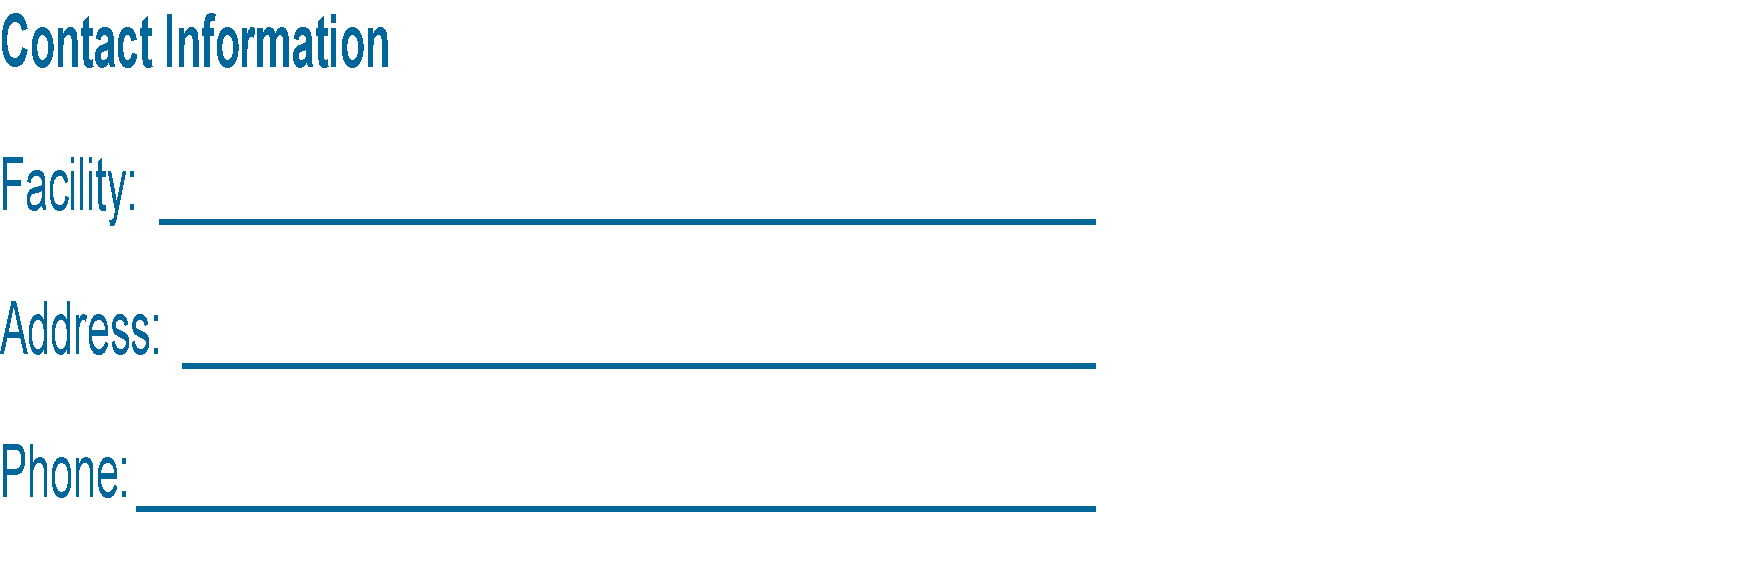 Contact Information
Facility:
Address:
Phone: